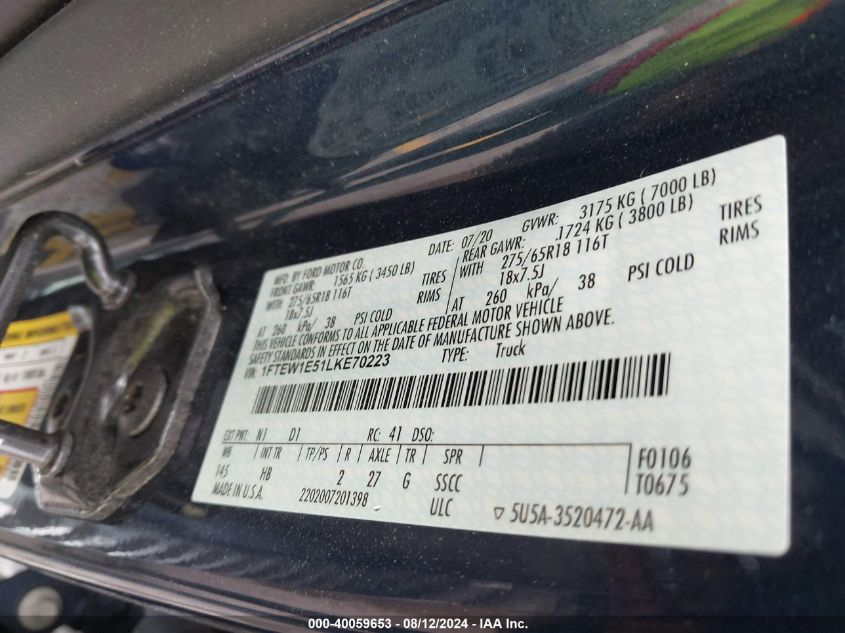 MFD. BY FORD MOTOR CO.
DATE: 07/20
GVWR: 3175 KG ( 7000 LB)
FRONT GAWR: 1565 KG ( 3450 LB)
REAR GAWR: .1724 KG ( 3800 LB)
WITH 275/65R18 116T TIRES
WITH 275/65R18 116T TIRES
18x7.5J RIMS
18x7.5J RIMS
AT 260 kPa/ 38 PSI COLD
AT 260 kPa/ 38 PSI COLD
THIS VEHICLE CONFORMS TO ALL APPLICABLE FEDERAL MOTOR VEHICLE
SAFETY STANDARDS IN EFFECT ON THE DATE OF MANUFACTURE SHOWN ABOVE.
VIN: 1FTEW1E51LKE70223
TYPE: Truck
EXT PNT: N1 D1 RC: 41 DSO:
WB INT TR TP/PS R AXLE TR SPR
145 HB 2 27 G SSCC
F0106
T0675
MADE IN U.S.A. 220200720139B ULC
▽ 5U5A-3520472-AA
000-40059653 - 08/12/2024 - IAA Inc.